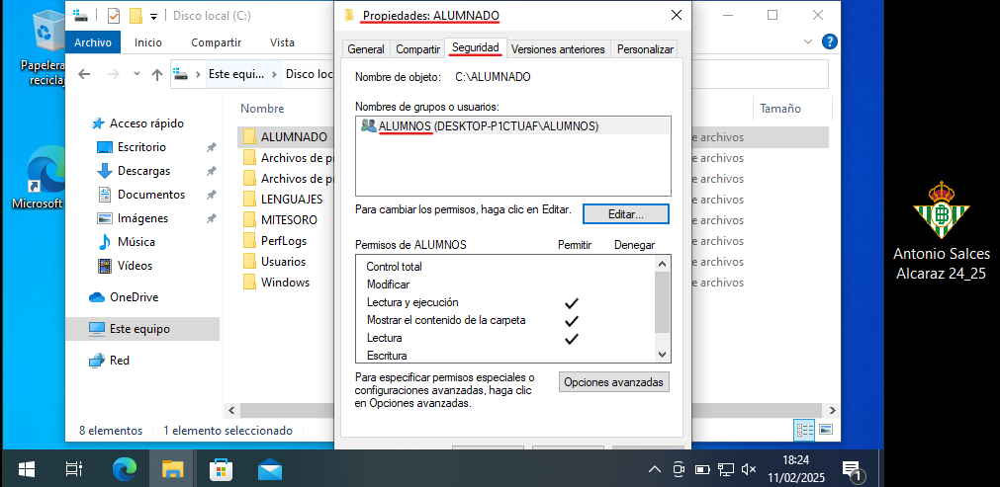 Papelera
reciclaj
Microsoft
Disco local (C:)
Archivo
Inicio
Compartir
Vista
Este equi...
Disco loc
Nombre
Tamaño
Acceso rápido
Escritorio
Descargas
Documentos
Imágenes
Música
Vídeos
OneDrive
Este equipo
Red
ALUMNADO
Archivos de pr
Archivos de pr
LENGUAJES
MITESORO
PerfLogs
Usuarios
Windows
e archivos
e archivos
e archivos
e archivos
e archivos
e archivos
e archivos
e archivos
8 elementos
1 elemento seleccionado
Propiedades: ALUMNADO
General
Compartir
Seguridad
Versiones anteriores
Personalizar
Nombre de objeto: C:\ALUMNADO
Nombres de grupos o usuarios:
ALUMNOS (DESKTOP-P1CTUAF\ALUMNOS)
Para cambiar los permisos, haga clic en Editar.
Editar...
Permisos de ALUMNOS Permitir Denegar
Control total
Modificar
Lectura y ejecución
Mostrar el contenido de la carpeta
Lectura
Escritura
Para especificar permisos especiales o
configuraciones avanzadas, haga clic
en Opciones avanzadas.
Opciones avanzadas
Antonio Salces
Alcaraz 24_25
18:24
11/02/2025
1